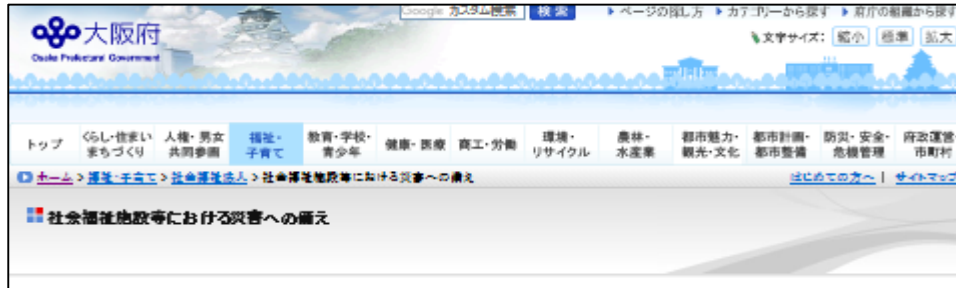 Google カスタム検索 検索 ページの探し方 カテゴリーから探す 府庁の組織から探す
大阪府
Osaka Prefectural Government
文字サイズ: 縮小 標準 拡大
トップ くらし・住まい まちづくり 人権・男女 共同参画 福祉・ 子育て 教育・学校・ 青少年 健康・医療 商工・労働 環境・ リサイクル 農林・ 水産業 都市魅力・ 観光・文化 都市計画・ 都市整備 防災・安全・ 危機管理 府政運営・ 市町村
ホーム > 福祉・子育て > 社会福祉法人 > 社会福祉施設等における災害への備え はじめての方へ | サイトマップ
社会福祉施設等における災害への備え